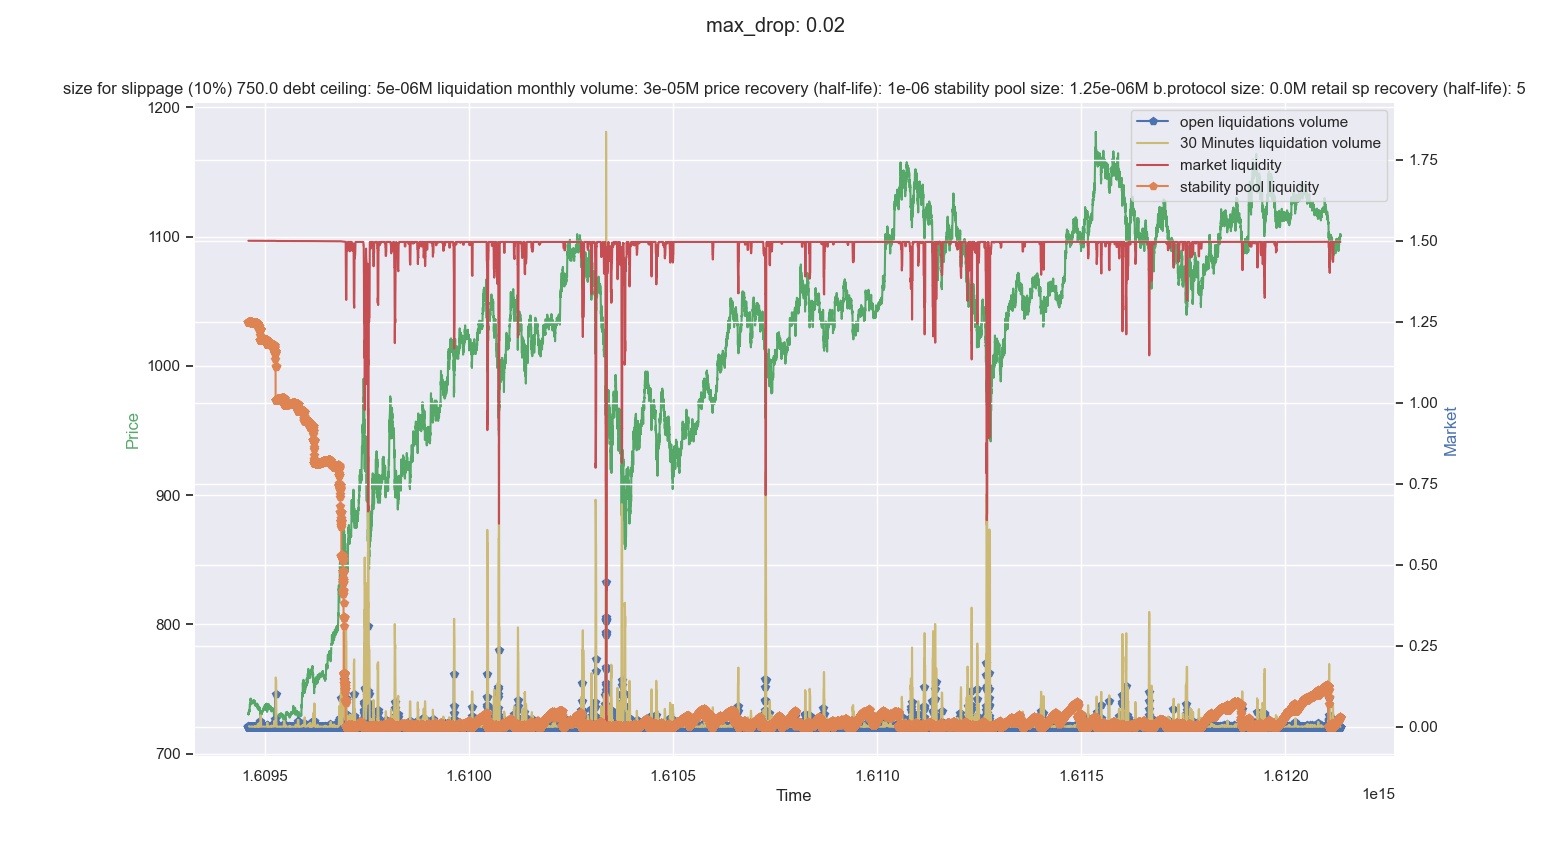 max_drop: 0.02
size for slippage (10%) 750.0 debt ceiling: 5e-06M liquidation monthly volume: 3e-05M price recovery (half-life): 1e-06 stability pool size: 1.25e-06M b.protocol size: 0.0M retail sp recovery (half-life): 5
open liquidations volume
30 Minutes liquidation volume
market liquidity
stability pool liquidity
1200
1100
1000
900
800
700
Price
1.75
1.50
1.25
1.00
0.75
0.50
0.25
0.00
Market
1.6095 1.6100 1.6105 1.6110 1.6115 1.6120
Time
1e15